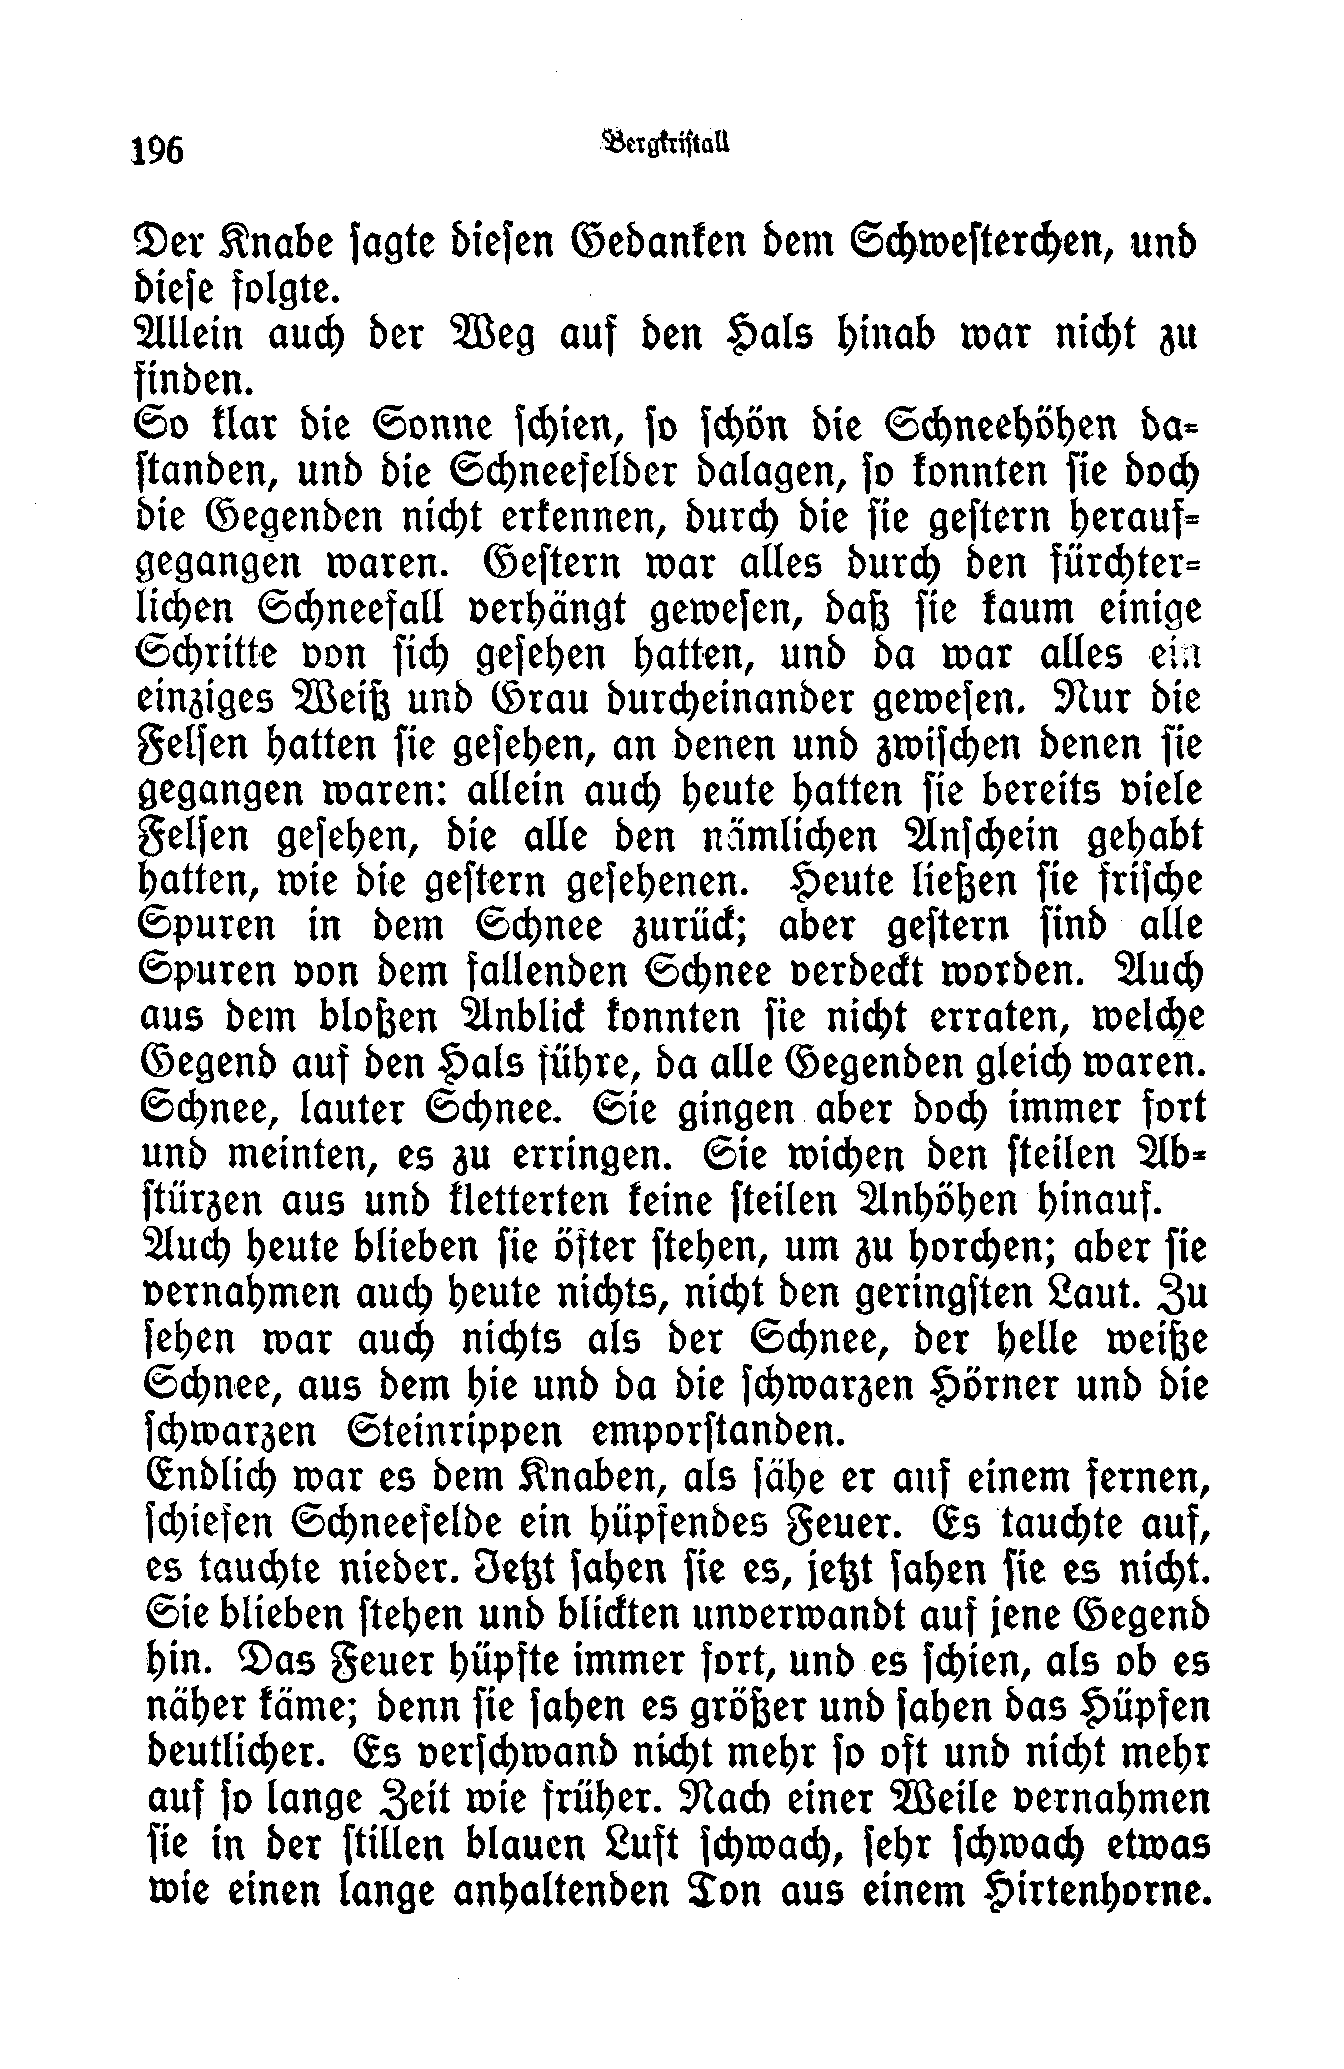 196
Bergkristall
Der Knabe sagte diesen Gedanken dem Schwesterchen, und
diese folgte.
Allein auch der Weg auf den Hals hinab war nicht zu
finden.
So klar die Sonne schien, so schön die Schneehöhen da-
standen, und die Schneefelder dalagen, so konnten sie doch
die Gegenden nicht erkennen, durch die sie gestern herauf-
gegangen waren. Gestern war alles durch den fürchter-
lichen Schneefall verhängt gewesen, daß sie kaum einige
Schritte von sich gesehen hatten, und da war alles ein
einziges Weiß und Grau durcheinander gewesen. Nur die
Felsen hatten sie gesehen, an denen und zwischen denen sie
gegangen waren: allein auch heute hatten sie bereits viele
Felsen gesehen, die alle den nämlichen Anschein gehabt
hatten, wie die gestern gesehenen. Heute ließen sie frische
Spuren in dem Schnee zurück; aber gestern sind alle
Spuren von dem fallenden Schnee verdeckt worden. Auch
aus dem bloßen Anblick konnten sie nicht erraten, welche
Gegend auf den Hals führe, da alle Gegenden gleich waren.
Schnee, lauter Schnee. Sie gingen aber doch immer fort
und meinten, es zu erringen. Sie wichen den steilen Ab-
stürzen aus und kletterten keine steilen Anhöhen hinauf.
Auch heute blieben sie öfter stehen, um zu horchen; aber sie
vernahmen auch heute nichts, nicht den geringsten Laut. Zu
sehen war auch nichts als der Schnee, der helle weiße
Schnee, aus dem hie und da die schwarzen Hörner und die
schwarzen Steinrippen emporstanden.
Endlich war es dem Knaben, als sähe er auf einem fernen,
schiefen Schneefelde ein hüpfendes Feuer. Es tauchte auf,
es tauchte nieder. Jetzt sahen sie es, jetzt sahen sie es nicht.
Sie blieben stehen und blickten unverwandt auf jene Gegend
hin. Das Feuer hüpfte immer fort, und es schien, als ob es
näher käme; denn sie sahen es größer und sahen das Hüpfen
deutlicher. Es verschwand nicht mehr so oft und nicht mehr
auf so lange Zeit wie früher. Nach einer Weile vernahmen
sie in der stillen blauen Luft schwach, sehr schwach etwas
wie einen lange anhaltenden Ton aus einem Hirtenhorne.